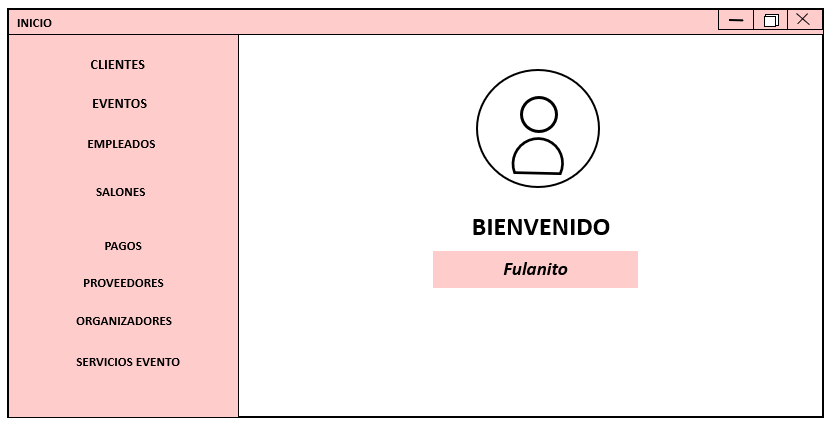 INICIO
CLIENTES
EVENTOS
EMPLEADOS
SALONES
PAGOS
PROVEEDORES
ORGANIZADORES
SERVICIOS EVENTO
BIENVENIDO
Fulanito